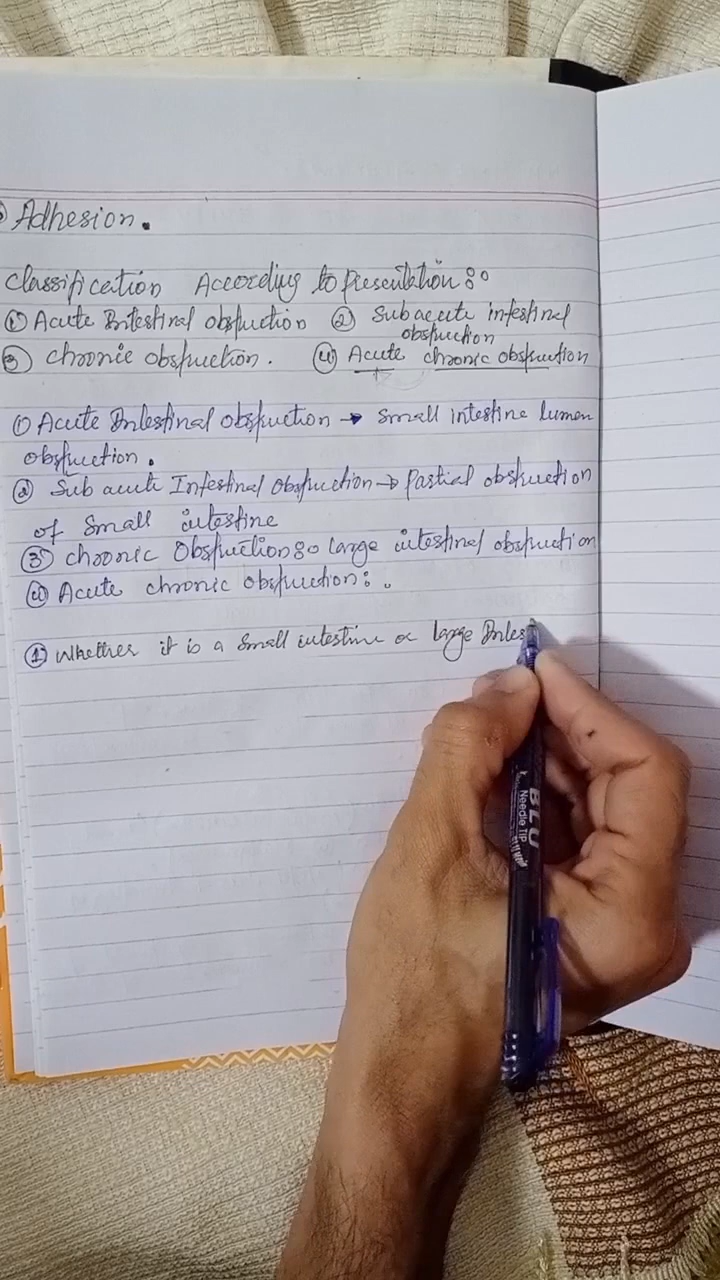 Adhesion.
Classification According to Presentation:
① Acute Intestinal obstruction ② Subacute intestinal
obstruction
③ chronic obstruction. ④ Acute chronic obstruction
① Acute Intestinal obstruction → Small intestine lumen
obstruction.
② Sub acute Intestinal Obstruction → Partial obstruction
of Small intestine
③ chronic Obstruction: large intestinal obstruction
④ Acute chronic obstruction:.
① Whether it is a Small intestine or large Intes
BLU
Needle TIP